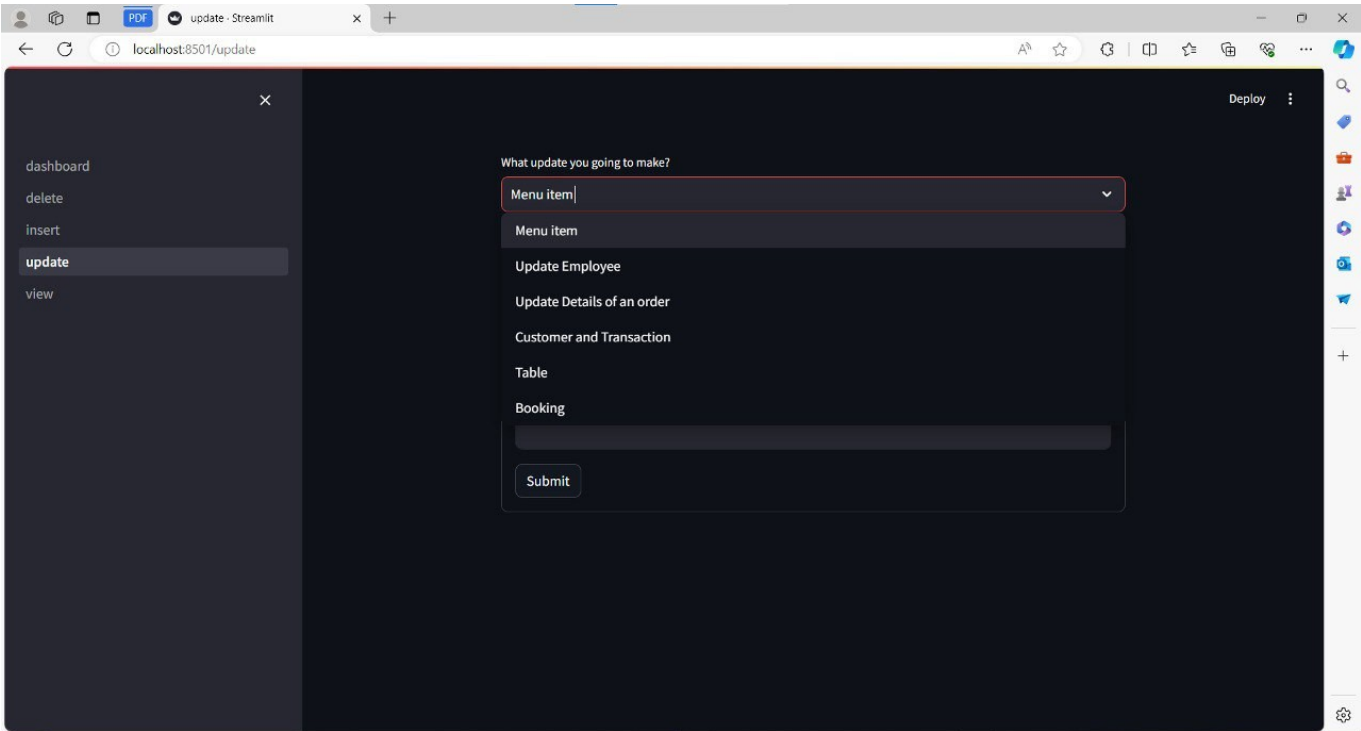 PDF
update · Streamlit
localhost:8501/update
Deploy
dashboard
delete
insert
update
view
What update you going to make?
Menu item
Menu item
Update Employee
Update Details of an order
Customer and Transaction
Table
Booking
Submit